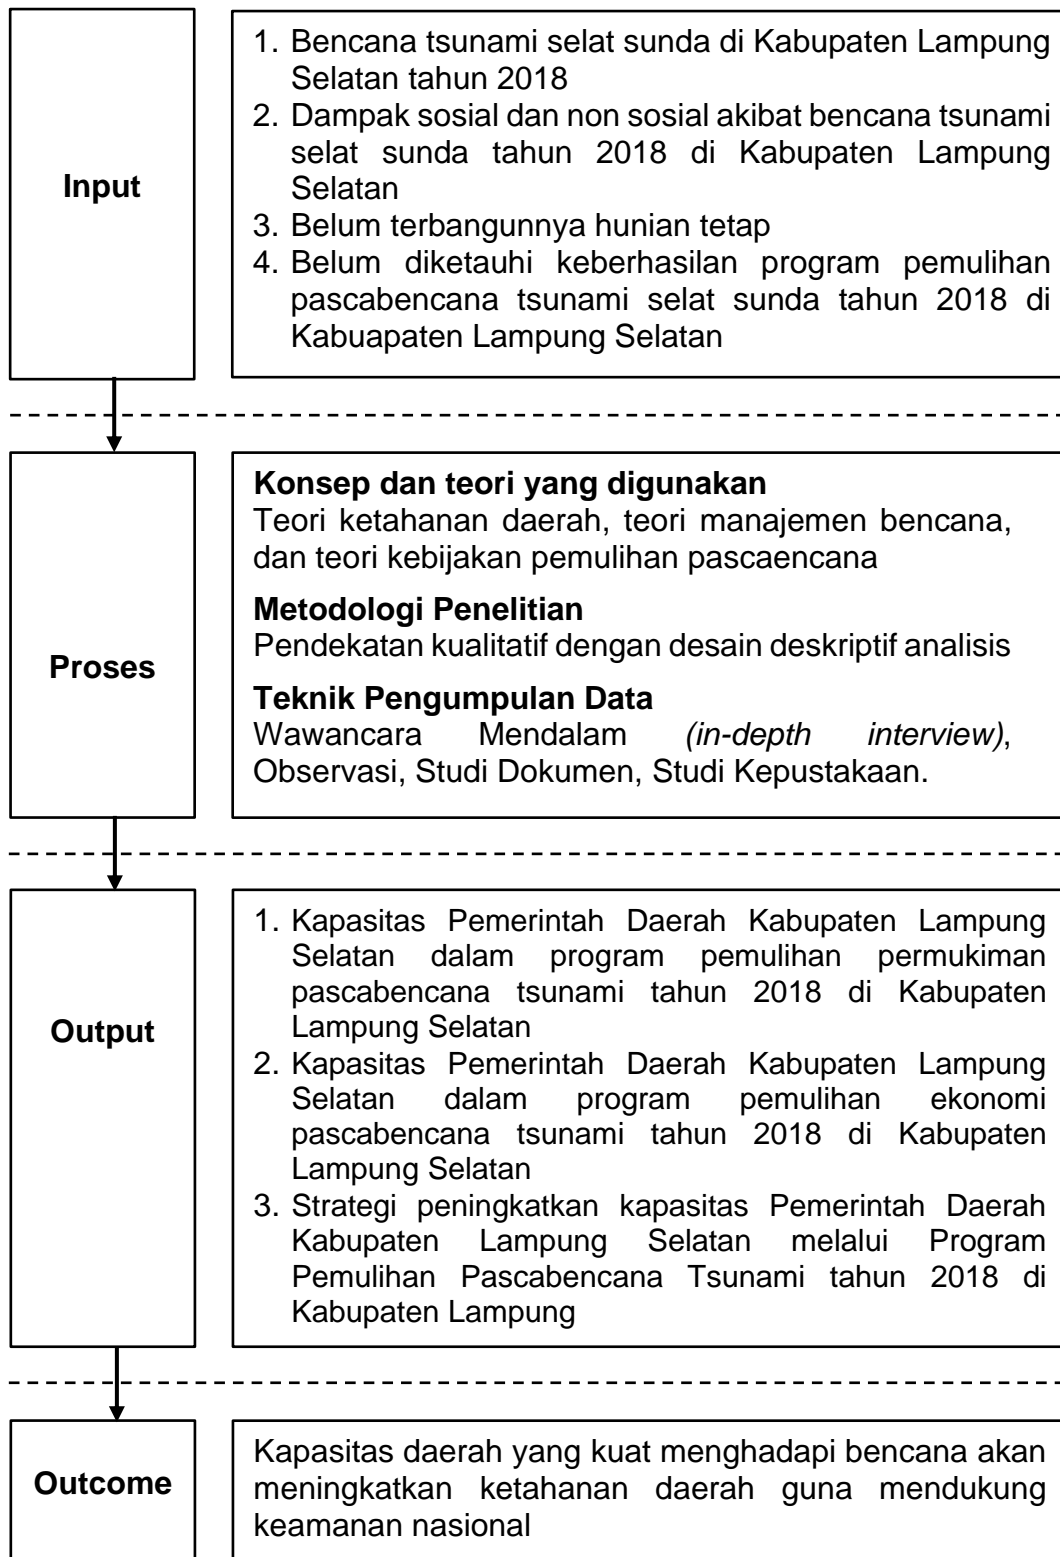 Input
1. Bencana tsunami selat sunda di Kabupaten Lampung
Selatan tahun 2018
2. Dampak sosial dan non sosial akibat bencana tsunami
selat sunda tahun 2018 di Kabupaten Lampung
Selatan
3. Belum terbangunnya hunian tetap
4. Belum diketauhi keberhasilan program pemulihan
pascabencana tsunami selat sunda tahun 2018 di
Kabuapaten Lampung Selatan
Proses
Konsep dan teori yang digunakan
Teori ketahanan daerah, teori manajemen bencana,
dan teori kebijakan pemulihan pascaencana
Metodologi Penelitian
Pendekatan kualitatif dengan desain deskriptif analisis
Teknik Pengumpulan Data
Wawancara Mendalam (in-depth interview),
Observasi, Studi Dokumen, Studi Kepustakaan.
Output
1. Kapasitas Pemerintah Daerah Kabupaten Lampung
Selatan dalam program pemulihan permukiman
pascabencana tsunami tahun 2018 di Kabupaten
Lampung Selatan
2. Kapasitas Pemerintah Daerah Kabupaten Lampung
Selatan dalam program pemulihan ekonomi
pascabencana tsunami tahun 2018 di Kabupaten
Lampung Selatan
3. Strategi peningkatkan kapasitas Pemerintah Daerah
Kabupaten Lampung Selatan melalui Program
Pemulihan Pascabencana Tsunami tahun 2018 di
Kabupaten Lampung
Outcome
Kapasitas daerah yang kuat menghadapi bencana akan
meningkatkan ketahanan daerah guna mendukung
keamanan nasional